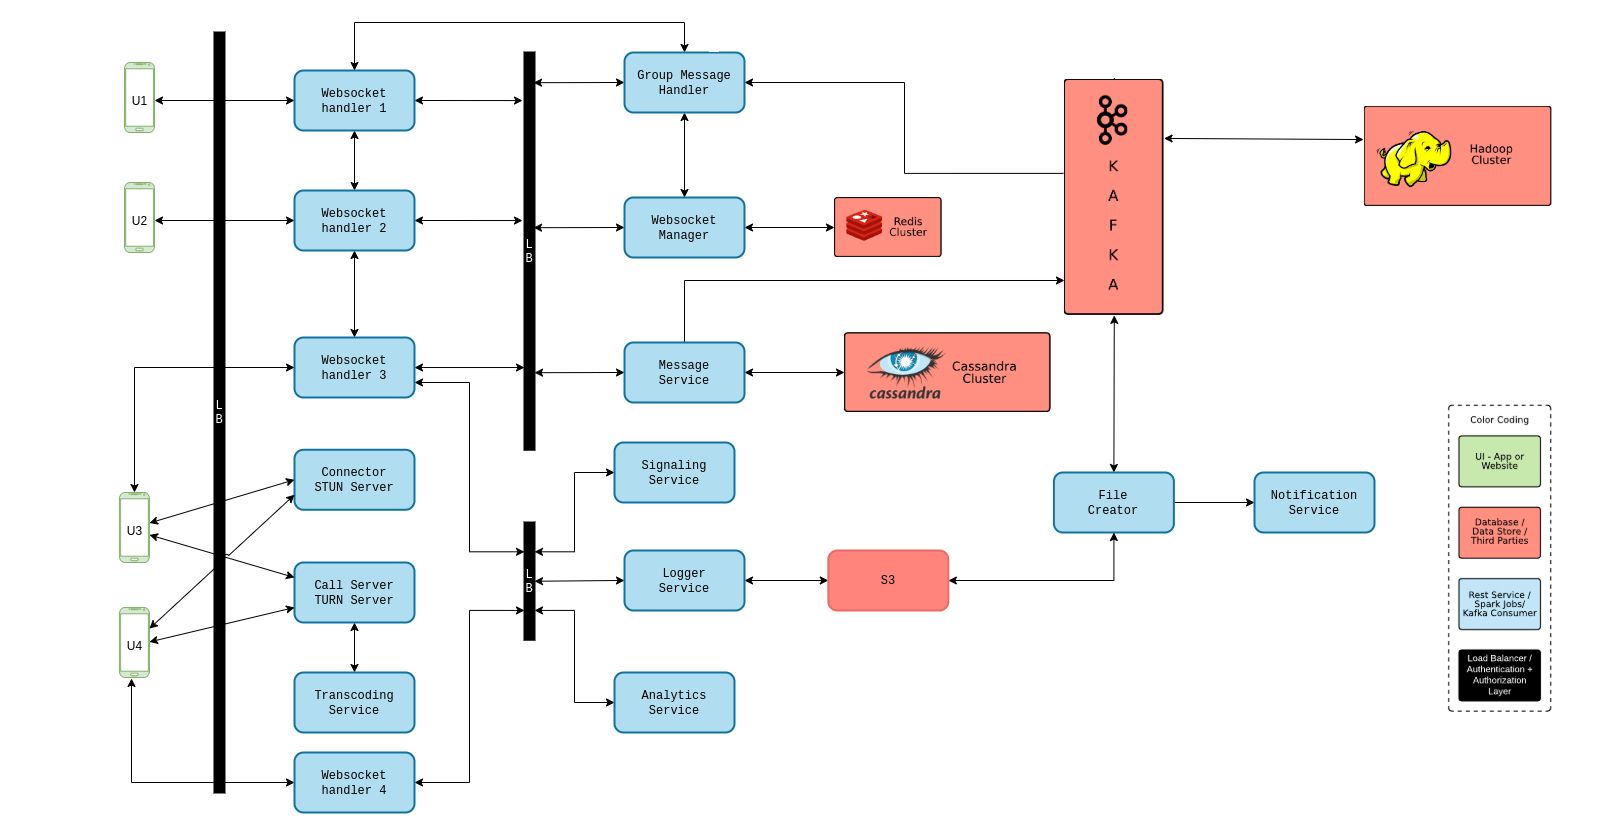 U1
U2
U3
U4
L
B
Websocket
handler 1
Websocket
handler 2
Websocket
handler 3
Connector
STUN Server
Call Server
TURN Server
Transcoding
Service
Websocket
handler 4
L
B
L
B
Group Message
Handler
Websocket
Manager
Redis
Cluster
Message
Service
cassandra
Cassandra
Cluster
Signaling
Service
Logger
Service
S3
Analytics
Service
K
A
F
K
A
Hadoop
Cluster
File
Creator
Notification
Service
Color Coding
UI - App or
Website
Database /
Data Store /
Third Parties
Rest Service /
Spark Jobs/
Kafka Consumer
Load Balancer /
Authentication +
Authorization
Layer